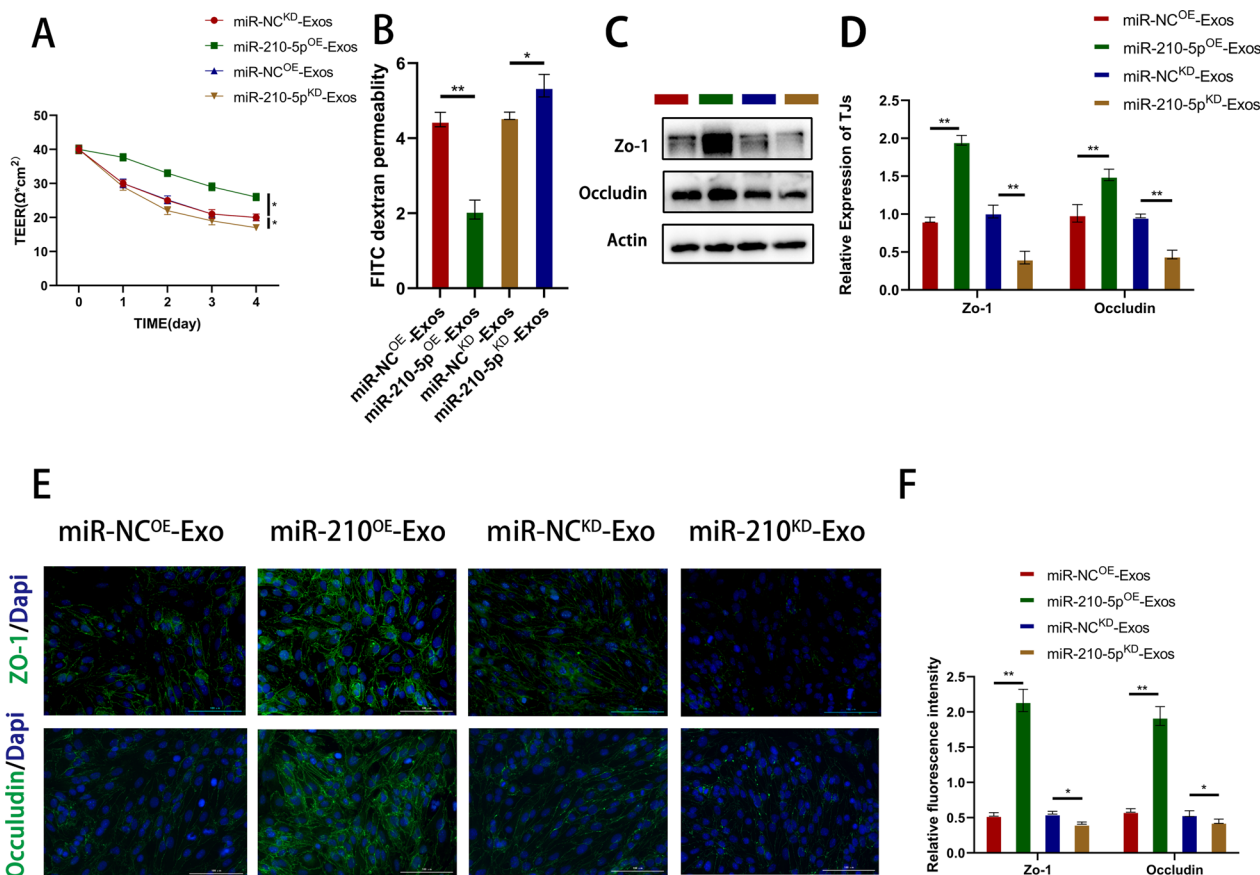 A
miR-NC^KD-Exos
miR-210-5p^OE-Exos
miR-NC^OE-Exos
miR-210-5p^KD-Exos
TEER(Ω*cm2)
50
40
30
20
10
0
0 1 2 3 4
TIME(day)
*
*
B
FITC dextran permeablity
6
4
2
0
**
*
miR-NC^OE-Exos
miR-210-5p^OE-Exos
miR-NC^KD-Exos
miR-210-5p^KD-Exos
C
Zo-1
Occludin
Actin
D
miR-NC^OE-Exos
miR-210-5p^OE-Exos
miR-NC^KD-Exos
miR-210-5p^KD-Exos
Relative Expression of TJs
2.5
2.0
1.5
1.0
0.5
0.0
** ** ** **
Zo-1 Occludin
E
miR-NC^OE-Exo miR-210^OE-Exo miR-NC^KD-Exo miR-210^KD-Exo
ZO-1/Dapi
Occuludin/Dapi
F
miR-NC^OE-Exos
miR-210-5p^OE-Exos
miR-NC^KD-Exos
miR-210-5p^KD-Exos
Relative fluorescence intensity
2.5
2.0
1.5
1.0
0.5
0.0
** * ** *
Zo-1 Occludin